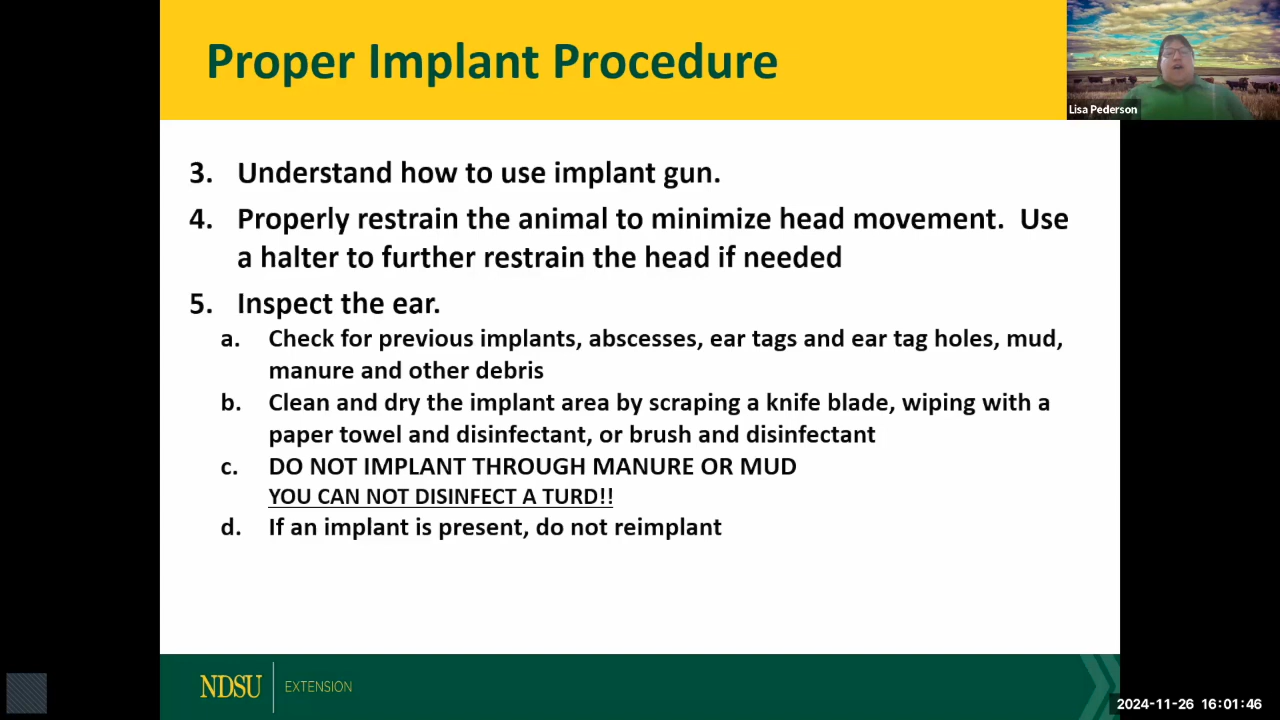 Proper Implant Procedure
Lisa Pederson
3. Understand how to use implant gun.
4. Properly restrain the animal to minimize head movement.  Use
a halter to further restrain the head if needed
5. Inspect the ear.
a. Check for previous implants, abscesses, ear tags and ear tag holes, mud,
manure and other debris
b. Clean and dry the implant area by scraping a knife blade, wiping with a
paper towel and disinfectant, or brush and disinfectant
c. DO NOT IMPLANT THROUGH MANURE OR MUD
YOU CAN NOT DISINFECT A TURD!!
d. If an implant is present, do not reimplant
NDSU EXTENSION
2024-11-26 16:01:46